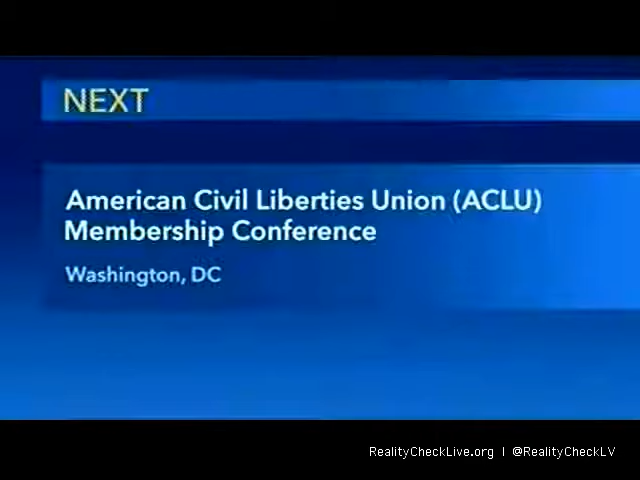 NEXT
American Civil Liberties Union (ACLU)
Membership Conference
Washington, DC
RealityCheckLive.org | @RealityCheckLV